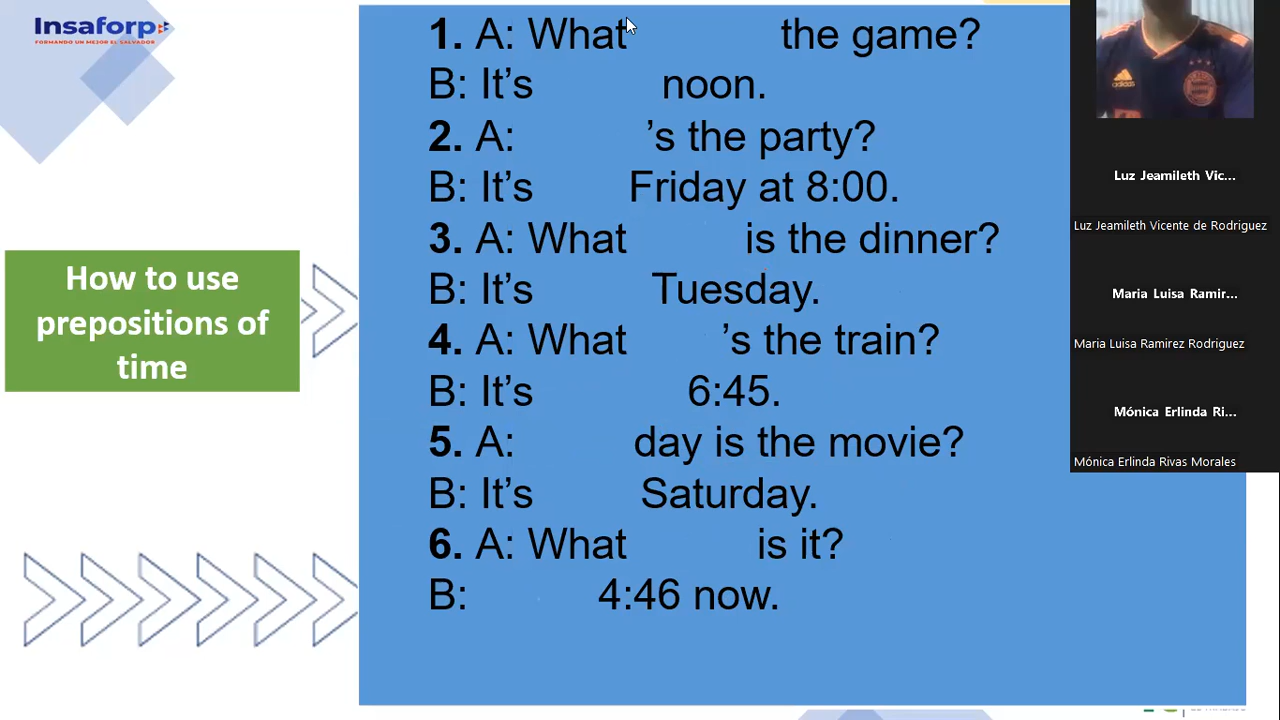 Insaforp
FORMANDO UN MEJOR EL SALVADOR
How to use
prepositions of
time
1. A: What the game?
B: It's noon.
2. A: 's the party?
B: It's Friday at 8:00.
3. A: What is the dinner?
B: It's Tuesday.
4. A: What 's the train?
B: It's 6:45.
5. A: day is the movie?
B: It's Saturday.
6. A: What is it?
B: 4:46 now.
adidas
Luz Jeamileth Vic...
Luz Jeamileth Vicente de Rodriguez
Maria Luisa Ramir...
Maria Luisa Ramirez Rodriguez
Mónica Erlinda Ri...
Mónica Erlinda Rivas Morales